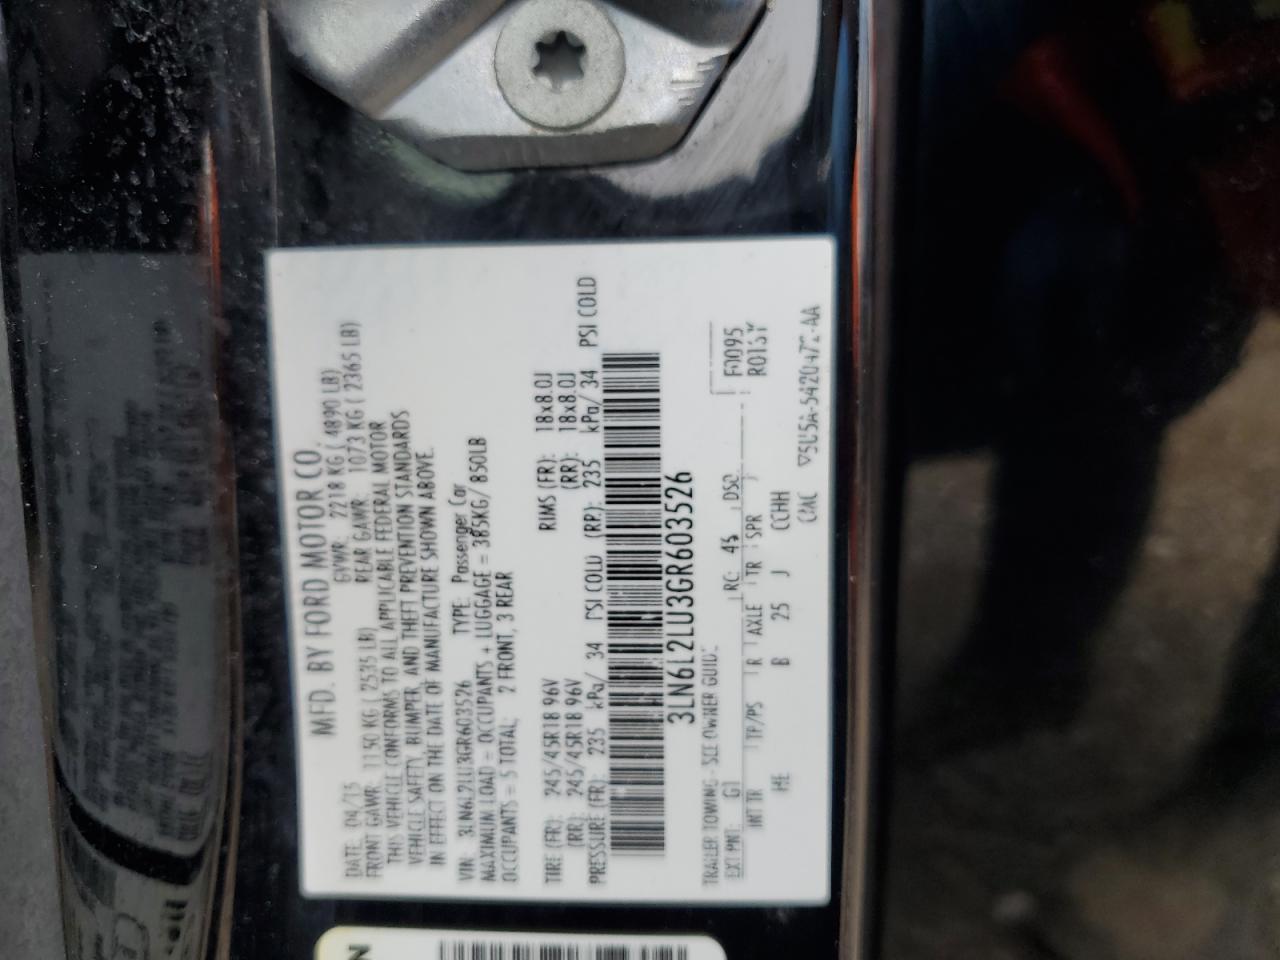 MFD. BY FORD MOTOR CO.
DATE: 04/15 GVWR: 2218 KG ( 4890 LB)
FRONT GAWR: 1150 KG ( 2535 LB) REAR GAWR: 1073 KG ( 2365 LB)
THIS VEHICLE CONFORMS TO ALL APPLICABLE FEDERAL MOTOR
VEHICLE SAFETY, BUMPER, AND THEFT PREVENTION STANDARDS
IN EFFECT ON THE DATE OF MANUFACTURE SHOWN ABOVE.
VIN: 3LN6L2LU3GR603526 TYPE: Passenger Car
MAXIMUM LOAD = OCCUPANTS + LUGGAGE = 385KG/ 850LB
OCCUPANTS = 5 TOTAL; 2 FRONT, 3 REAR
TIRE (FR): 245/45R18 96V RIMS (FR): 18x8.0J
(RR): 245/45R18 96V (RR): 18x8.0J
PRESSURE (FR): 235 kPa/ 34 PSI COLD (RR): 235 kPa/ 34 PSI COLD
3LN6L2LU3GR603526
TRAILER TOWING - SEE OWNER GUIDE
EXT PNT: G1 RC: 45 DSO: F0095
INT TR TP/PS R AXLE TR SPR
HE B 25 J CCHH